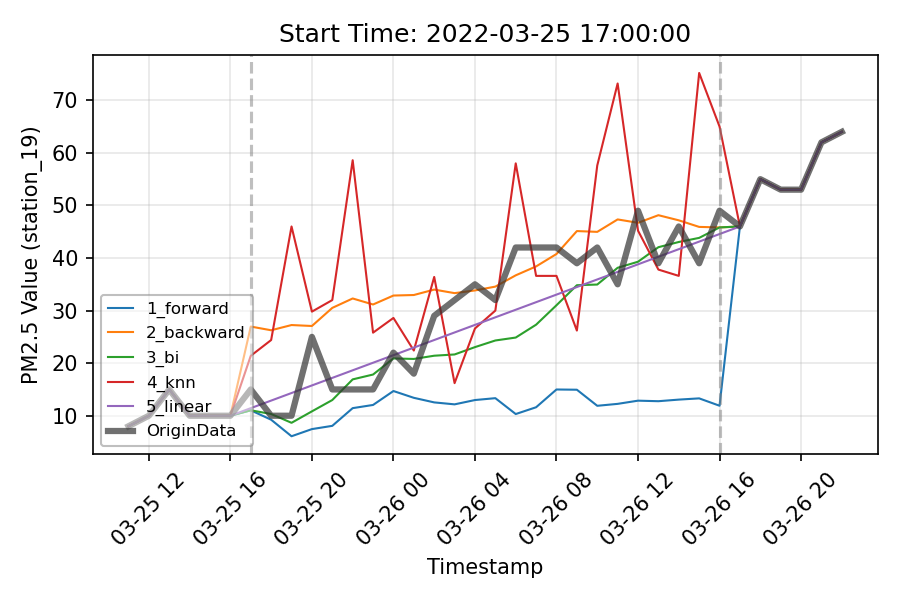 Start Time: 2022-03-25 17:00:00
PM2.5 Value (station_19)
70
60
50
40
30
20
10
1_forward
2_backward
3_bi
4_knn
5_linear
OriginData
03-25 12
03-25 16
03-25 20
03-26 00
03-26 04
03-26 08
03-26 12
03-26 16
03-26 20
Timestamp